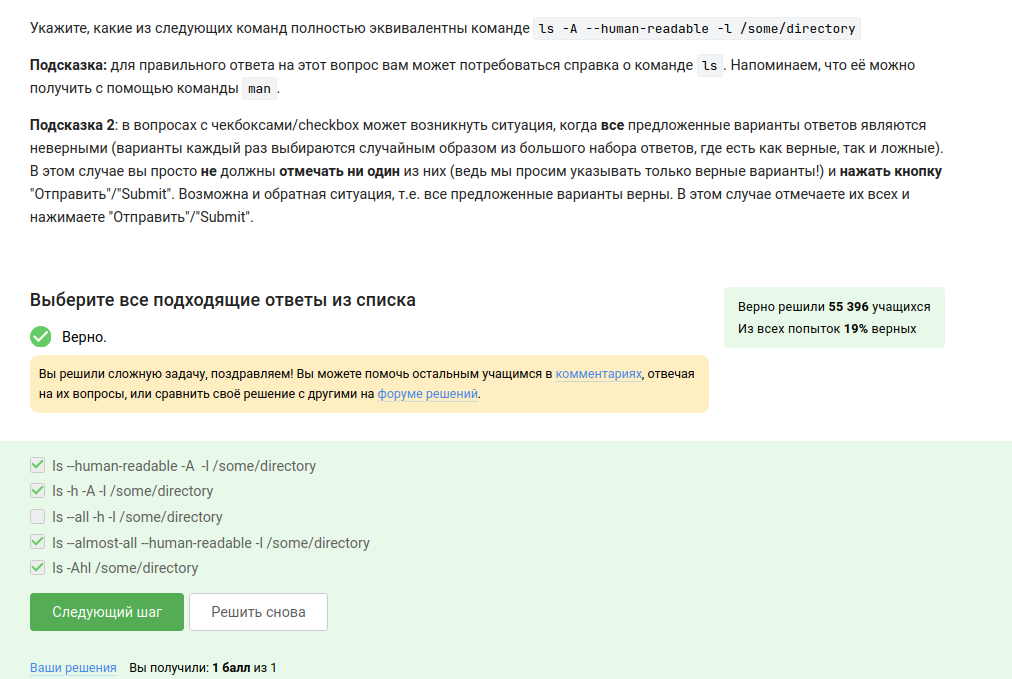 Укажите, какие из следующих команд полностью эквивалентны команде ls -A --human-readable -l /some/directory
Подсказка: для правильного ответа на этот вопрос вам может потребоваться справка о команде ls. Напоминаем, что её можно
получить с помощью команды man.
Подсказка 2: в вопросах с чекбоксами/checkbox может возникнуть ситуация, когда все предложенные варианты ответов являются
неверными (варианты каждый раз выбираются случайным образом из большого набора ответов, где есть как верные, так и ложные).
В этом случае вы просто не должны отмечать ни один из них (ведь мы просим указывать только верные варианты!) и нажать кнопку
"Отправить"/"Submit". Возможна и обратная ситуация, т.е. все предложенные варианты верны. В этом случае отмечаете их всех и
нажимаете "Отправить"/"Submit".
Выберите все подходящие ответы из списка
Верно решили 55 396 учащихся
Из всех попыток 19% верных
Верно.
Вы решили сложную задачу, поздравляем! Вы можете помочь остальным учащимся в комментариях, отвечая
на их вопросы, или сравнить своё решение с другими на форуме решений.
ls --human-readable -A -l /some/directory
ls -h -A -l /some/directory
ls --all -h -l /some/directory
ls --almost-all --human-readable -l /some/directory
ls -Ahl /some/directory
Следующий шаг
Решить снова
Ваши решения Вы получили: 1 балл из 1